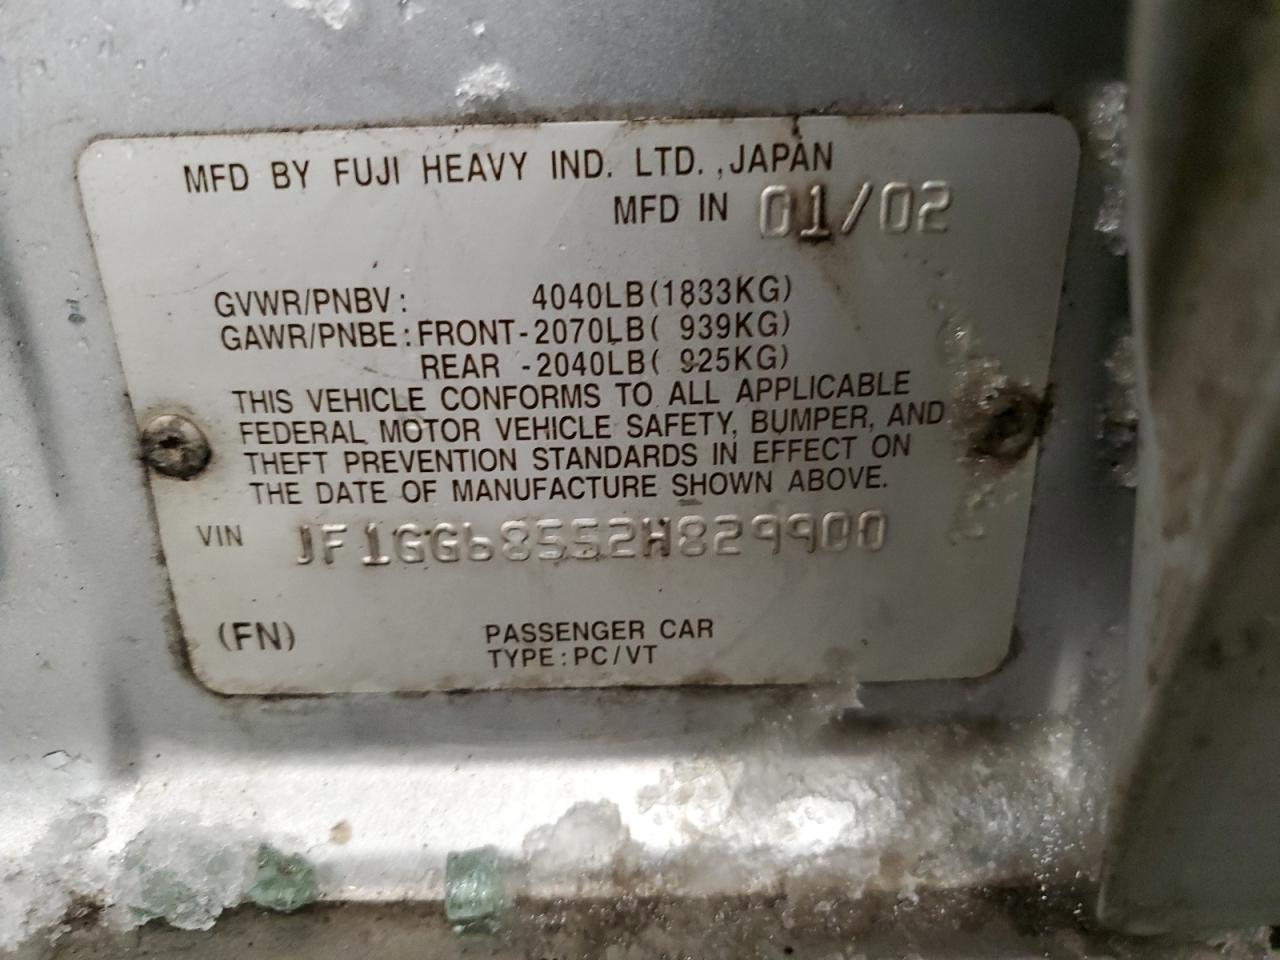 MFD BY FUJI HEAVY IND. LTD. ,JAPAN
MFD IN 01/02
GVWR/PNBV: 4040LB(1833KG)
GAWR/PNBE: FRONT-2070LB( 939KG)
REAR -2040LB( 925KG)
THIS VEHICLE CONFORMS TO ALL APPLICABLE
FEDERAL MOTOR VEHICLE SAFETY, BUMPER, AND
THEFT PREVENTION STANDARDS IN EFFECT ON
THE DATE OF MANUFACTURE SHOWN ABOVE.
VIN JF1GG68552H829900
(FN) PASSENGER CAR
TYPE:PC/VT